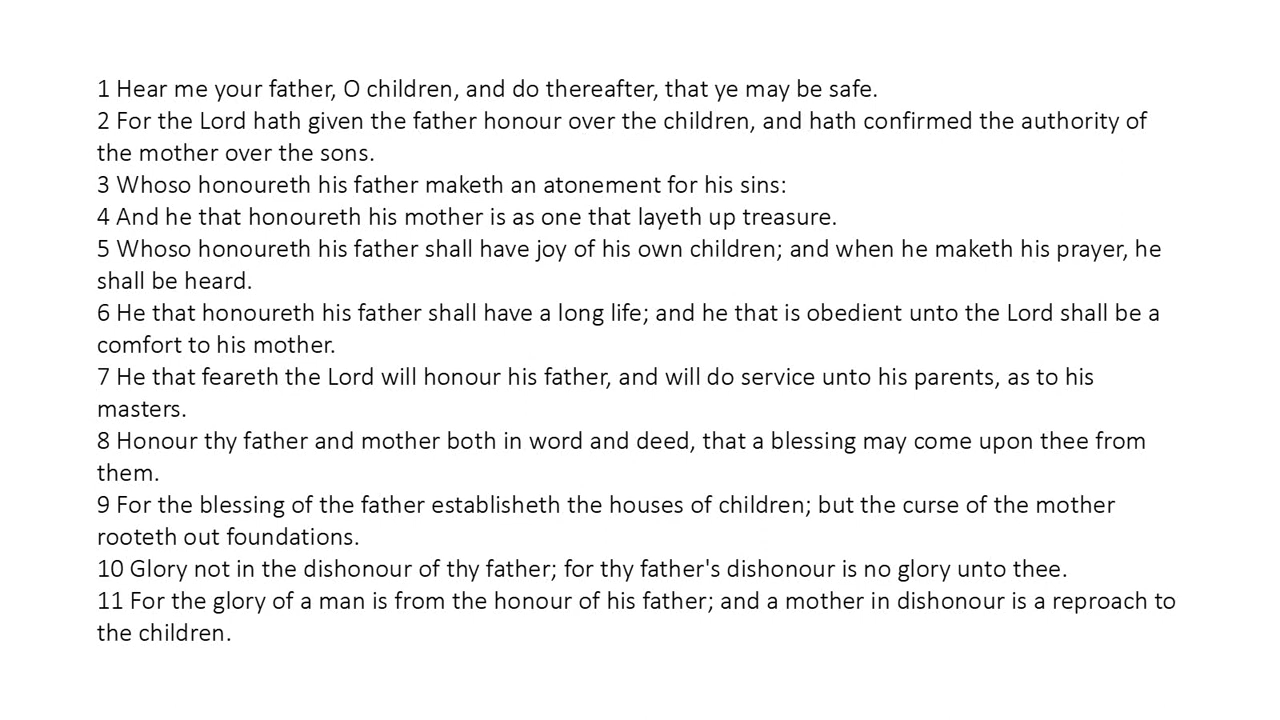 1 Hear me your father, O children, and do thereafter, that ye may be safe.
2 For the Lord hath given the father honour over the children, and hath confirmed the authority of
the mother over the sons.
3 Whoso honoureth his father maketh an atonement for his sins:
4 And he that honoureth his mother is as one that layeth up treasure.
5 Whoso honoureth his father shall have joy of his own children; and when he maketh his prayer, he
shall be heard.
6 He that honoureth his father shall have a long life; and he that is obedient unto the Lord shall be a
comfort to his mother.
7 He that feareth the Lord will honour his father, and will do service unto his parents, as to his
masters.
8 Honour thy father and mother both in word and deed, that a blessing may come upon thee from
them.
9 For the blessing of the father establisheth the houses of children; but the curse of the mother
rooteth out foundations.
10 Glory not in the dishonour of thy father; for thy father's dishonour is no glory unto thee.
11 For the glory of a man is from the honour of his father; and a mother in dishonour is a reproach to
the children.